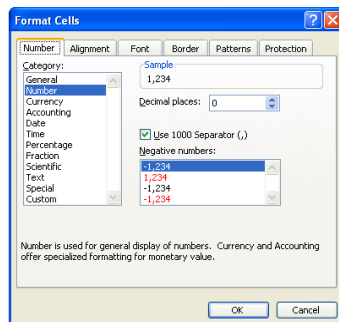 Format Cells
Number Alignment Font Border Patterns Protection
Category:
General
Number
Currency
Accounting
Date
Time
Percentage
Fraction
Scientific
Text
Special
Custom
Sample
1,234
Decimal places: 0
Use 1000 Separator (,)
Negative numbers:
-1,234
1,234
-1,234
-1,234
Number is used for general display of numbers. Currency and Accounting
offer specialized formatting for monetary value.
OK Cancel